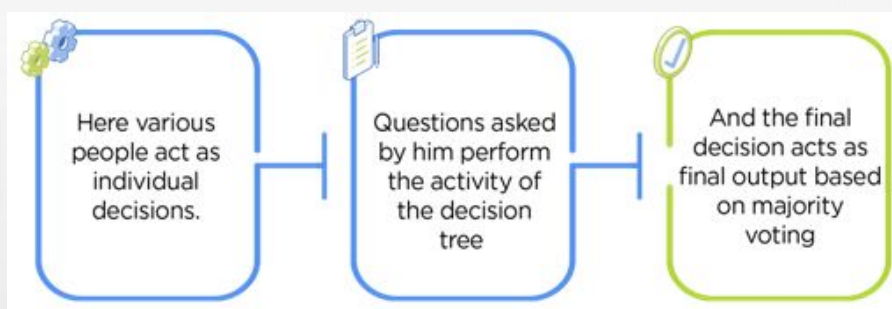 Here various
people act as
individual
decisions.
Questions asked
by him perform
the activity of
the decision
tree
And the final
decision acts as
final output based
on majority
voting